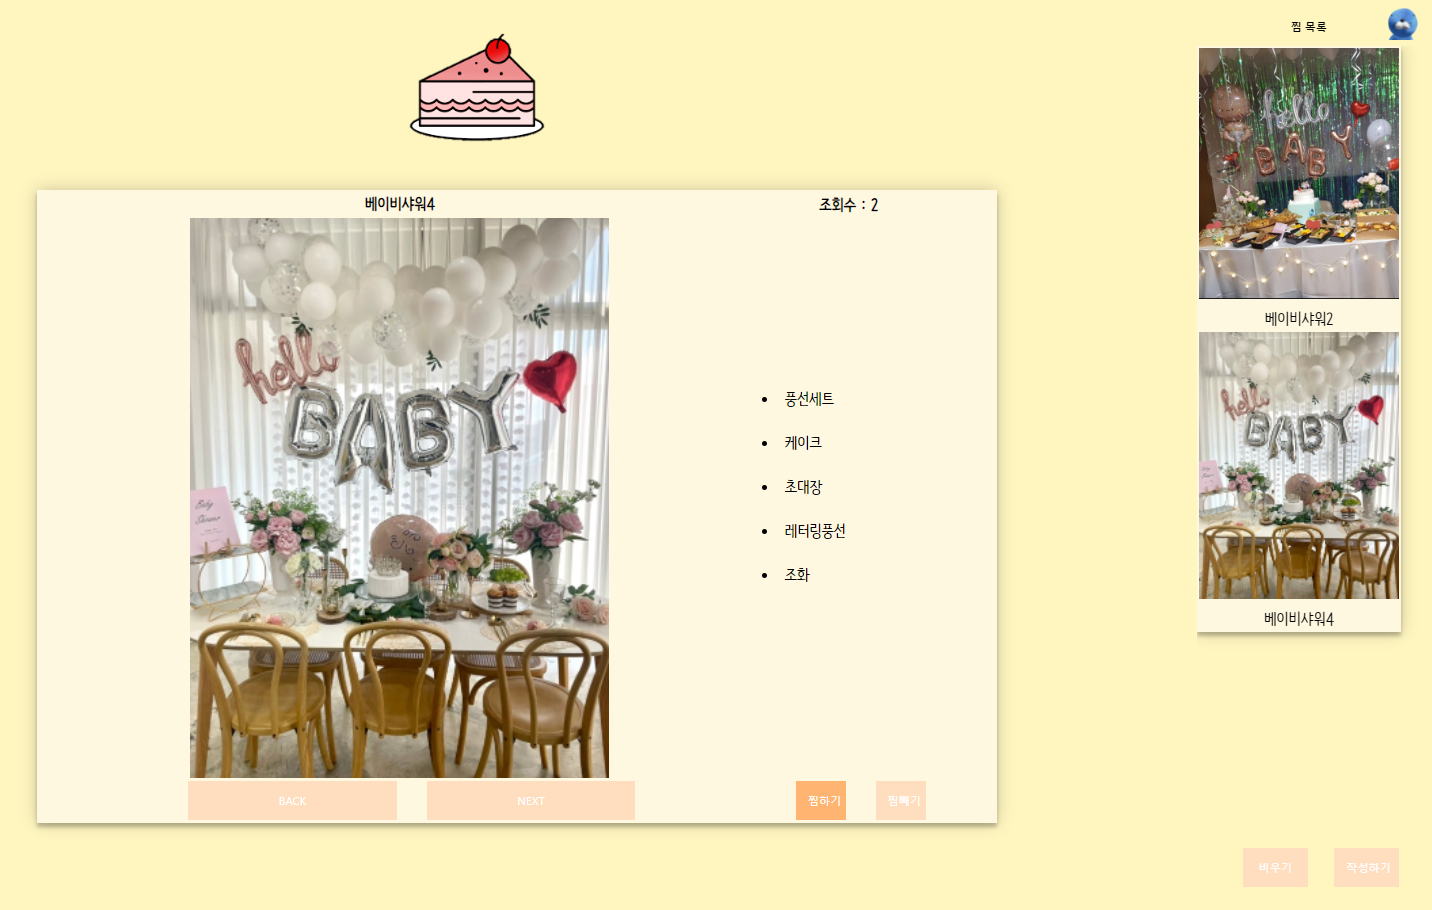 찜 목록
베이비샤워4
조회수 : 2
hello
BABY
Baby
Shower
풍선세트
케이크
초대장
레터링풍선
조화
BACK
NEXT
찜하기
찜빼기
hello
BABY
베이비샤워2
hello
BABY
베이비샤워4
비우기
작성하기